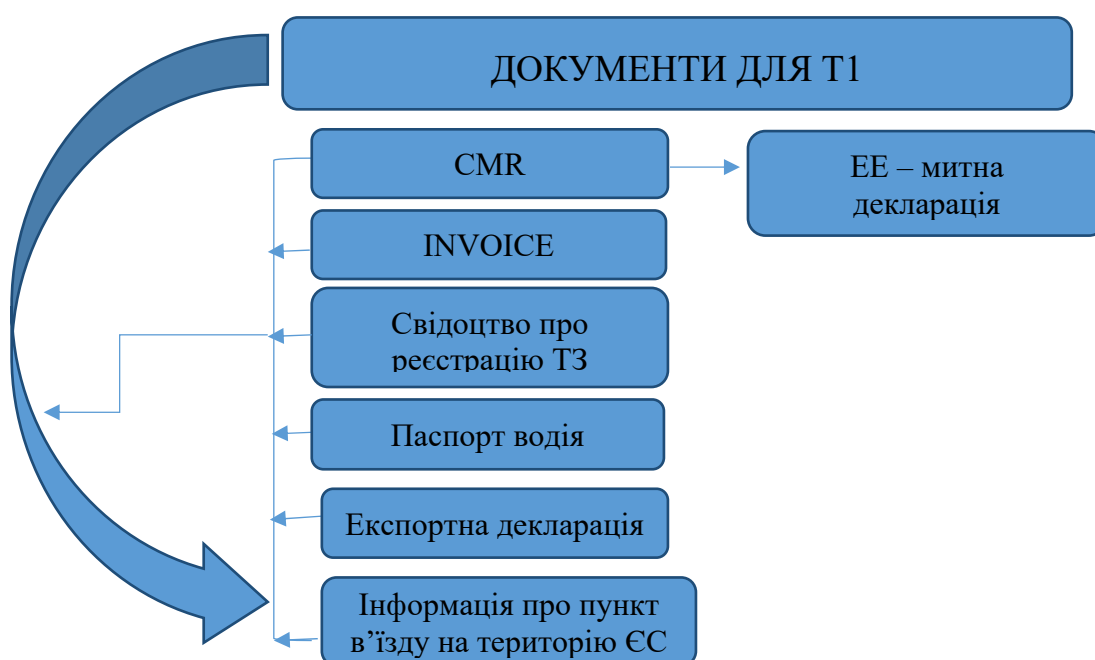 ДОКУМЕНТИ ДЛЯ Т1
CMR
ЕЕ – митна
декларація
INVOICE
Свідоцтво про
реєстрацію ТЗ
Паспорт водія
Експортна декларація
Інформація про пункт
в’їзду на територію ЄС